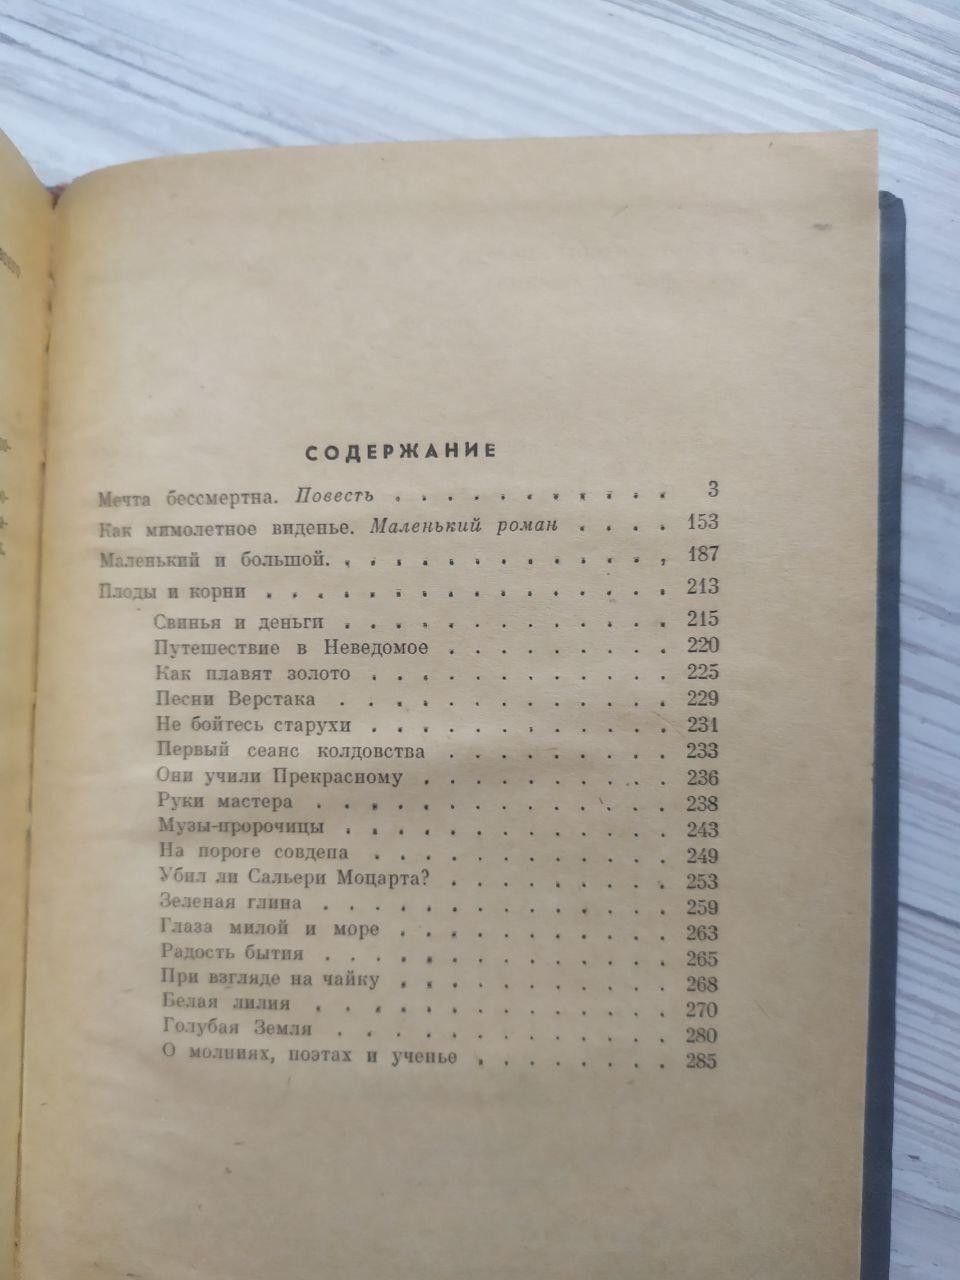 СОДЕРЖАНИЕ
Мечта бессмертна. Повесть . . . . . . . . . . . 3
Как мимолетное виденье. Маленький роман . . . . 153
Маленький и большой. . . . . . . . . . . . . . 187
Плоды и корни . . . . . . . . . . . . . . . . 213
Свинья и деньги . . . . . . . . . . . . . 215
Путешествие в Неведомое . . . . . . . . . 220
Как плавят золото . . . . . . . . . . . . 225
Песни Верстака . . . . . . . . . . . . . 229
Не бойтесь старухи . . . . . . . . . . . . 231
Первый сеанс колдовства . . . . . . . . . 233
Они учили Прекрасному . . . . . . . . . . 236
Руки мастера . . . . . . . . . . . . . . 238
Музы-пророчицы . . . . . . . . . . . . . 243
На пороге совдепа . . . . . . . . . . . . 249
Убил ли Сальери Моцарта? . . . . . . . . . 253
Зеленая глина . . . . . . . . . . . . . . 259
Глаза милой и море . . . . . . . . . . . 263
Радость бытия . . . . . . . . . . . . . . 265
При взгляде на чайку . . . . . . . . . . . 268
Белая лилия . . . . . . . . . . . . . . 270
Голубая Земля . . . . . . . . . . . . . 280
О молниях, поэтах и ученье . . . . . . . . 285